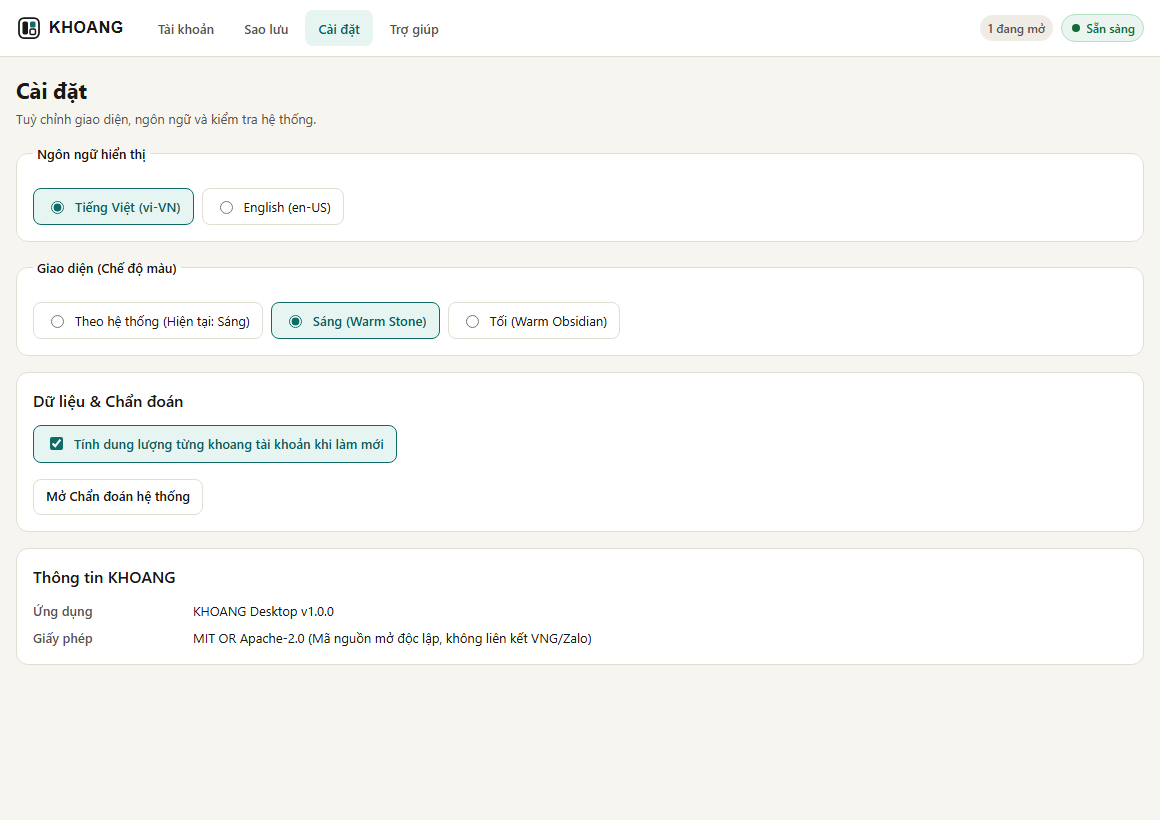 KHOANG
Tài khoản
Sao lưu
Cài đặt
Trợ giúp
1 đang mở
Sẵn sàng
Cài đặt
Tuỳ chỉnh giao diện, ngôn ngữ và kiểm tra hệ thống.
Ngôn ngữ hiển thị
Tiếng Việt (vi-VN)
English (en-US)
Giao diện (Chế độ màu)
Theo hệ thống (Hiện tại: Sáng)
Sáng (Warm Stone)
Tối (Warm Obsidian)
Dữ liệu & Chẩn đoán
Tính dung lượng từng khoang tài khoản khi làm mới
Mở Chẩn đoán hệ thống
Thông tin KHOANG
Ứng dụng
KHOANG Desktop v1.0.0
Giấy phép
MIT OR Apache-2.0 (Mã nguồn mở độc lập, không liên kết VNG/Zalo)